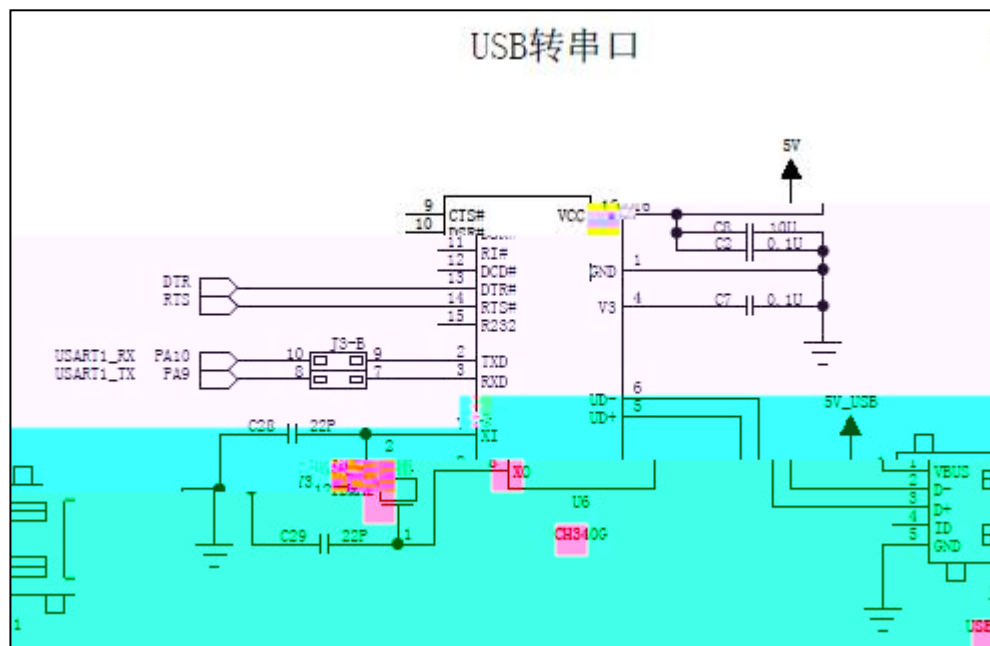 USB转串口
5V
9 CTS# VCC
10 DSR#
C8 10U
11 RI# C2 0.1U
12 DCD# GND 1
DTR 13 DTR#
RTS 14 RTS# V3 4 C7 0.1U
15 R232
J3-B
USART1_RX PA10 10 9 2 TXD
USART1_TX PA9 8 7 3 RXD
UD- 6
UD+ 5
5V_USB
C28 22P XI
2
XO
1 VBUS
2 D-
3 D+
4 ID
5 GND
U6
C29 22P 1
CH340G
1
USB